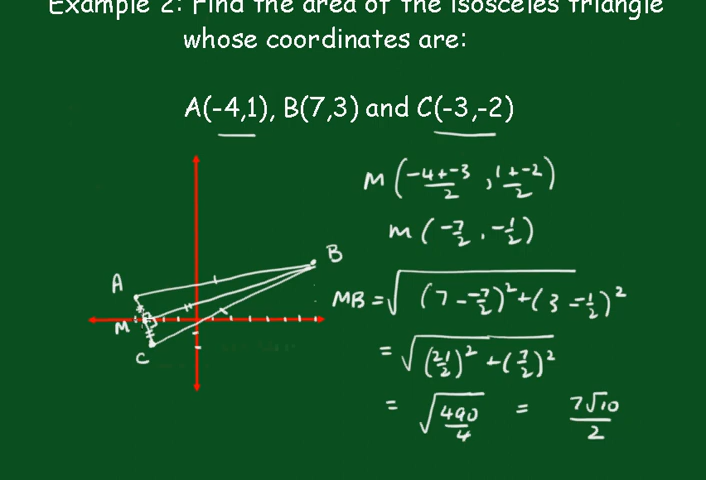 Example 2: Find the area of the isosceles triangle
whose coordinates are:
A(-4,1), B(7,3) and C(-3,-2)
M (-4+-3/2 , 1+-2/2)
M (-7/2 , -1/2)
B
A
MB = √(7 - -7/2)² + (3 - -1/2)²
M
C
= √(21/2)² + (7/2)²
= √490/4 = 7√10/2